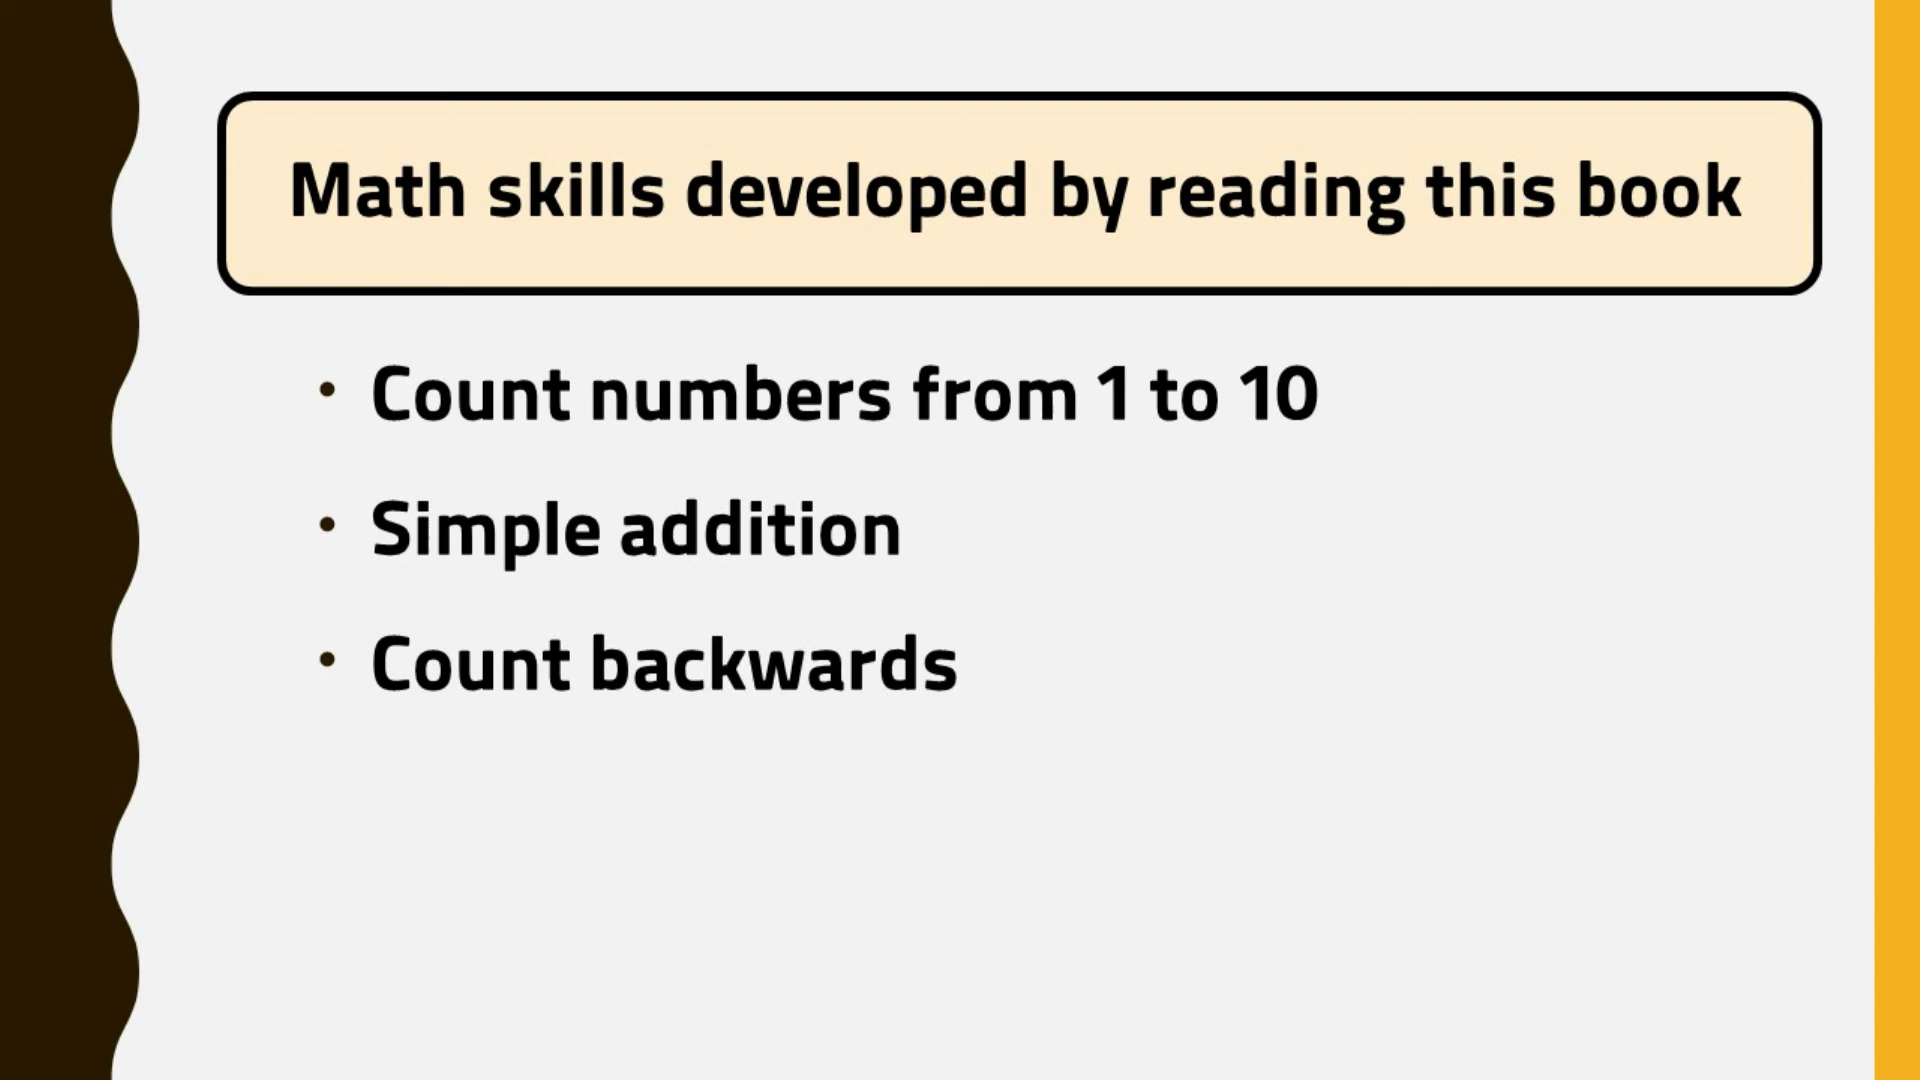 Math skills developed by reading this book
• Count numbers from 1 to 10
• Simple addition
• Count backwards